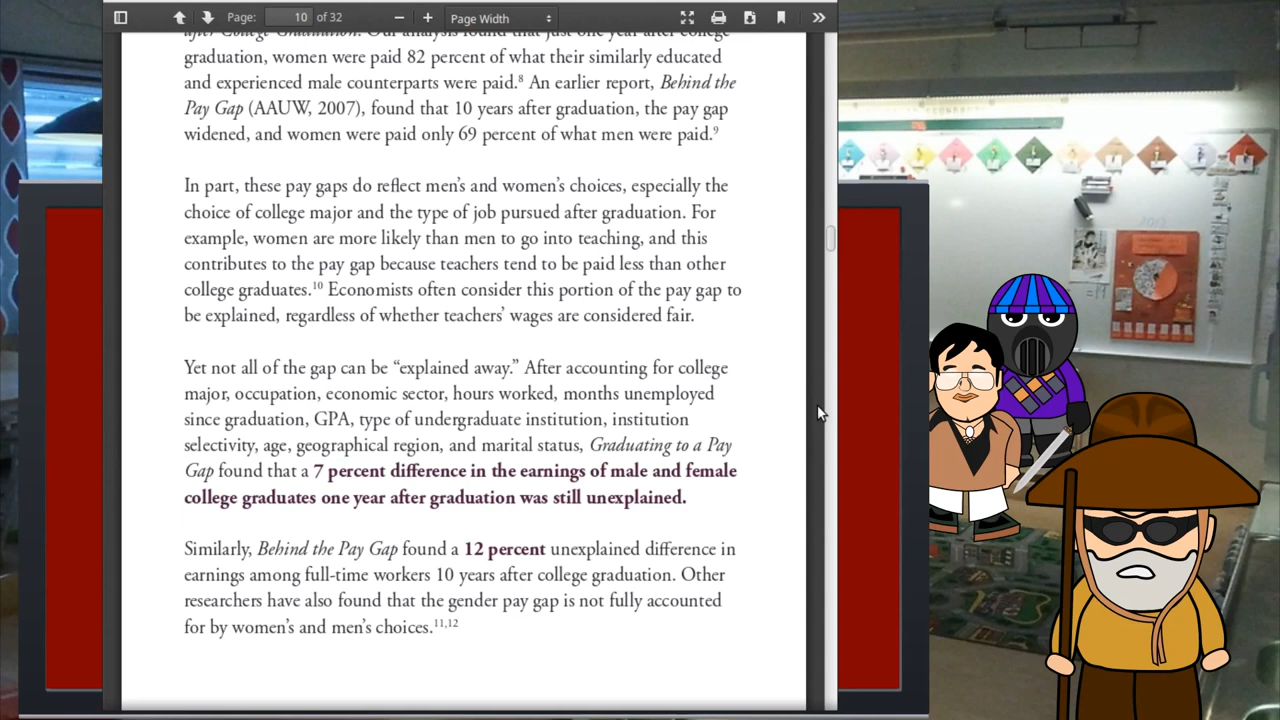 Page: 10 of 32 Page Width
after College Graduation. Our analysis found that just one year after college
graduation, women were paid 82 percent of what their similarly educated
and experienced male counterparts were paid.⁸ An earlier report, Behind the
Pay Gap (AAUW, 2007), found that 10 years after graduation, the pay gap
widened, and women were paid only 69 percent of what men were paid.⁹
In part, these pay gaps do reflect men’s and women’s choices, especially the
choice of college major and the type of job pursued after graduation. For
example, women are more likely than men to go into teaching, and this
contributes to the pay gap because teachers tend to be paid less than other
college graduates.¹⁰ Economists often consider this portion of the pay gap to
be explained, regardless of whether teachers’ wages are considered fair.
Yet not all of the gap can be “explained away.” After accounting for college
major, occupation, economic sector, hours worked, months unemployed
since graduation, GPA, type of undergraduate institution, institution
selectivity, age, geographical region, and marital status, Graduating to a Pay
Gap found that a 7 percent difference in the earnings of male and female
college graduates one year after graduation was still unexplained.
Similarly, Behind the Pay Gap found a 12 percent unexplained difference in
earnings among full-time workers 10 years after college graduation. Other
researchers have also found that the gender pay gap is not fully accounted
for by women’s and men’s choices.¹¹,¹²